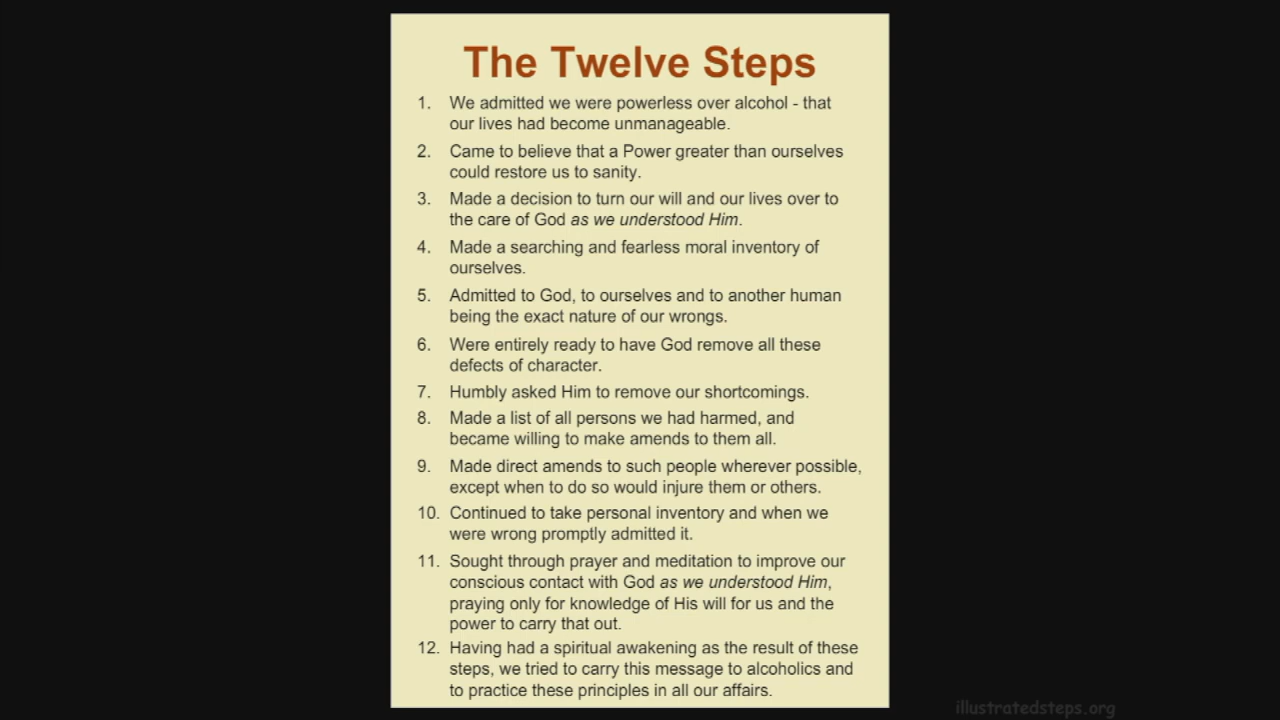 The Twelve Steps
1. We admitted we were powerless over alcohol - that
our lives had become unmanageable.
2. Came to believe that a Power greater than ourselves
could restore us to sanity.
3. Made a decision to turn our will and our lives over to
the care of God as we understood Him.
4. Made a searching and fearless moral inventory of
ourselves.
5. Admitted to God, to ourselves and to another human
being the exact nature of our wrongs.
6. Were entirely ready to have God remove all these
defects of character.
7. Humbly asked Him to remove our shortcomings.
8. Made a list of all persons we had harmed, and
became willing to make amends to them all.
9. Made direct amends to such people wherever possible,
except when to do so would injure them or others.
10. Continued to take personal inventory and when we
were wrong promptly admitted it.
11. Sought through prayer and meditation to improve our
conscious contact with God as we understood Him,
praying only for knowledge of His will for us and the
power to carry that out.
12. Having had a spiritual awakening as the result of these
steps, we tried to carry this message to alcoholics and
to practice these principles in all our affairs.
illustratedsteps.org